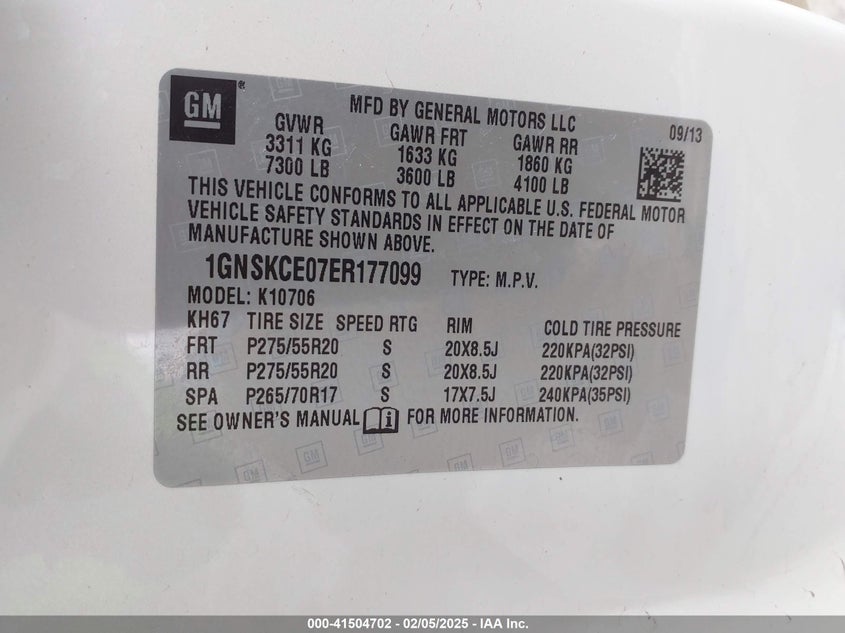 GM®
MFD BY GENERAL MOTORS LLC
09/13
GVWR GAWR FRT GAWR RR
3311 KG 1633 KG 1860 KG
7300 LB 3600 LB 4100 LB
THIS VEHICLE CONFORMS TO ALL APPLICABLE U.S. FEDERAL MOTOR
VEHICLE SAFETY STANDARDS IN EFFECT ON THE DATE OF
MANUFACTURE SHOWN ABOVE.
1GNSKCE07ER177099 TYPE: M.P.V.
MODEL: K10706
KH67 TIRE SIZE SPEED RTG RIM COLD TIRE PRESSURE
FRT P275/55R20 S 20X8.5J 220KPA(32PSI)
RR P275/55R20 S 20X8.5J 220KPA(32PSI)
SPA P265/70R17 S 17X7.5J 240KPA(35PSI)
SEE OWNER'S MANUAL i FOR MORE INFORMATION.
000-41504702 - 02/05/2025 - IAA Inc.